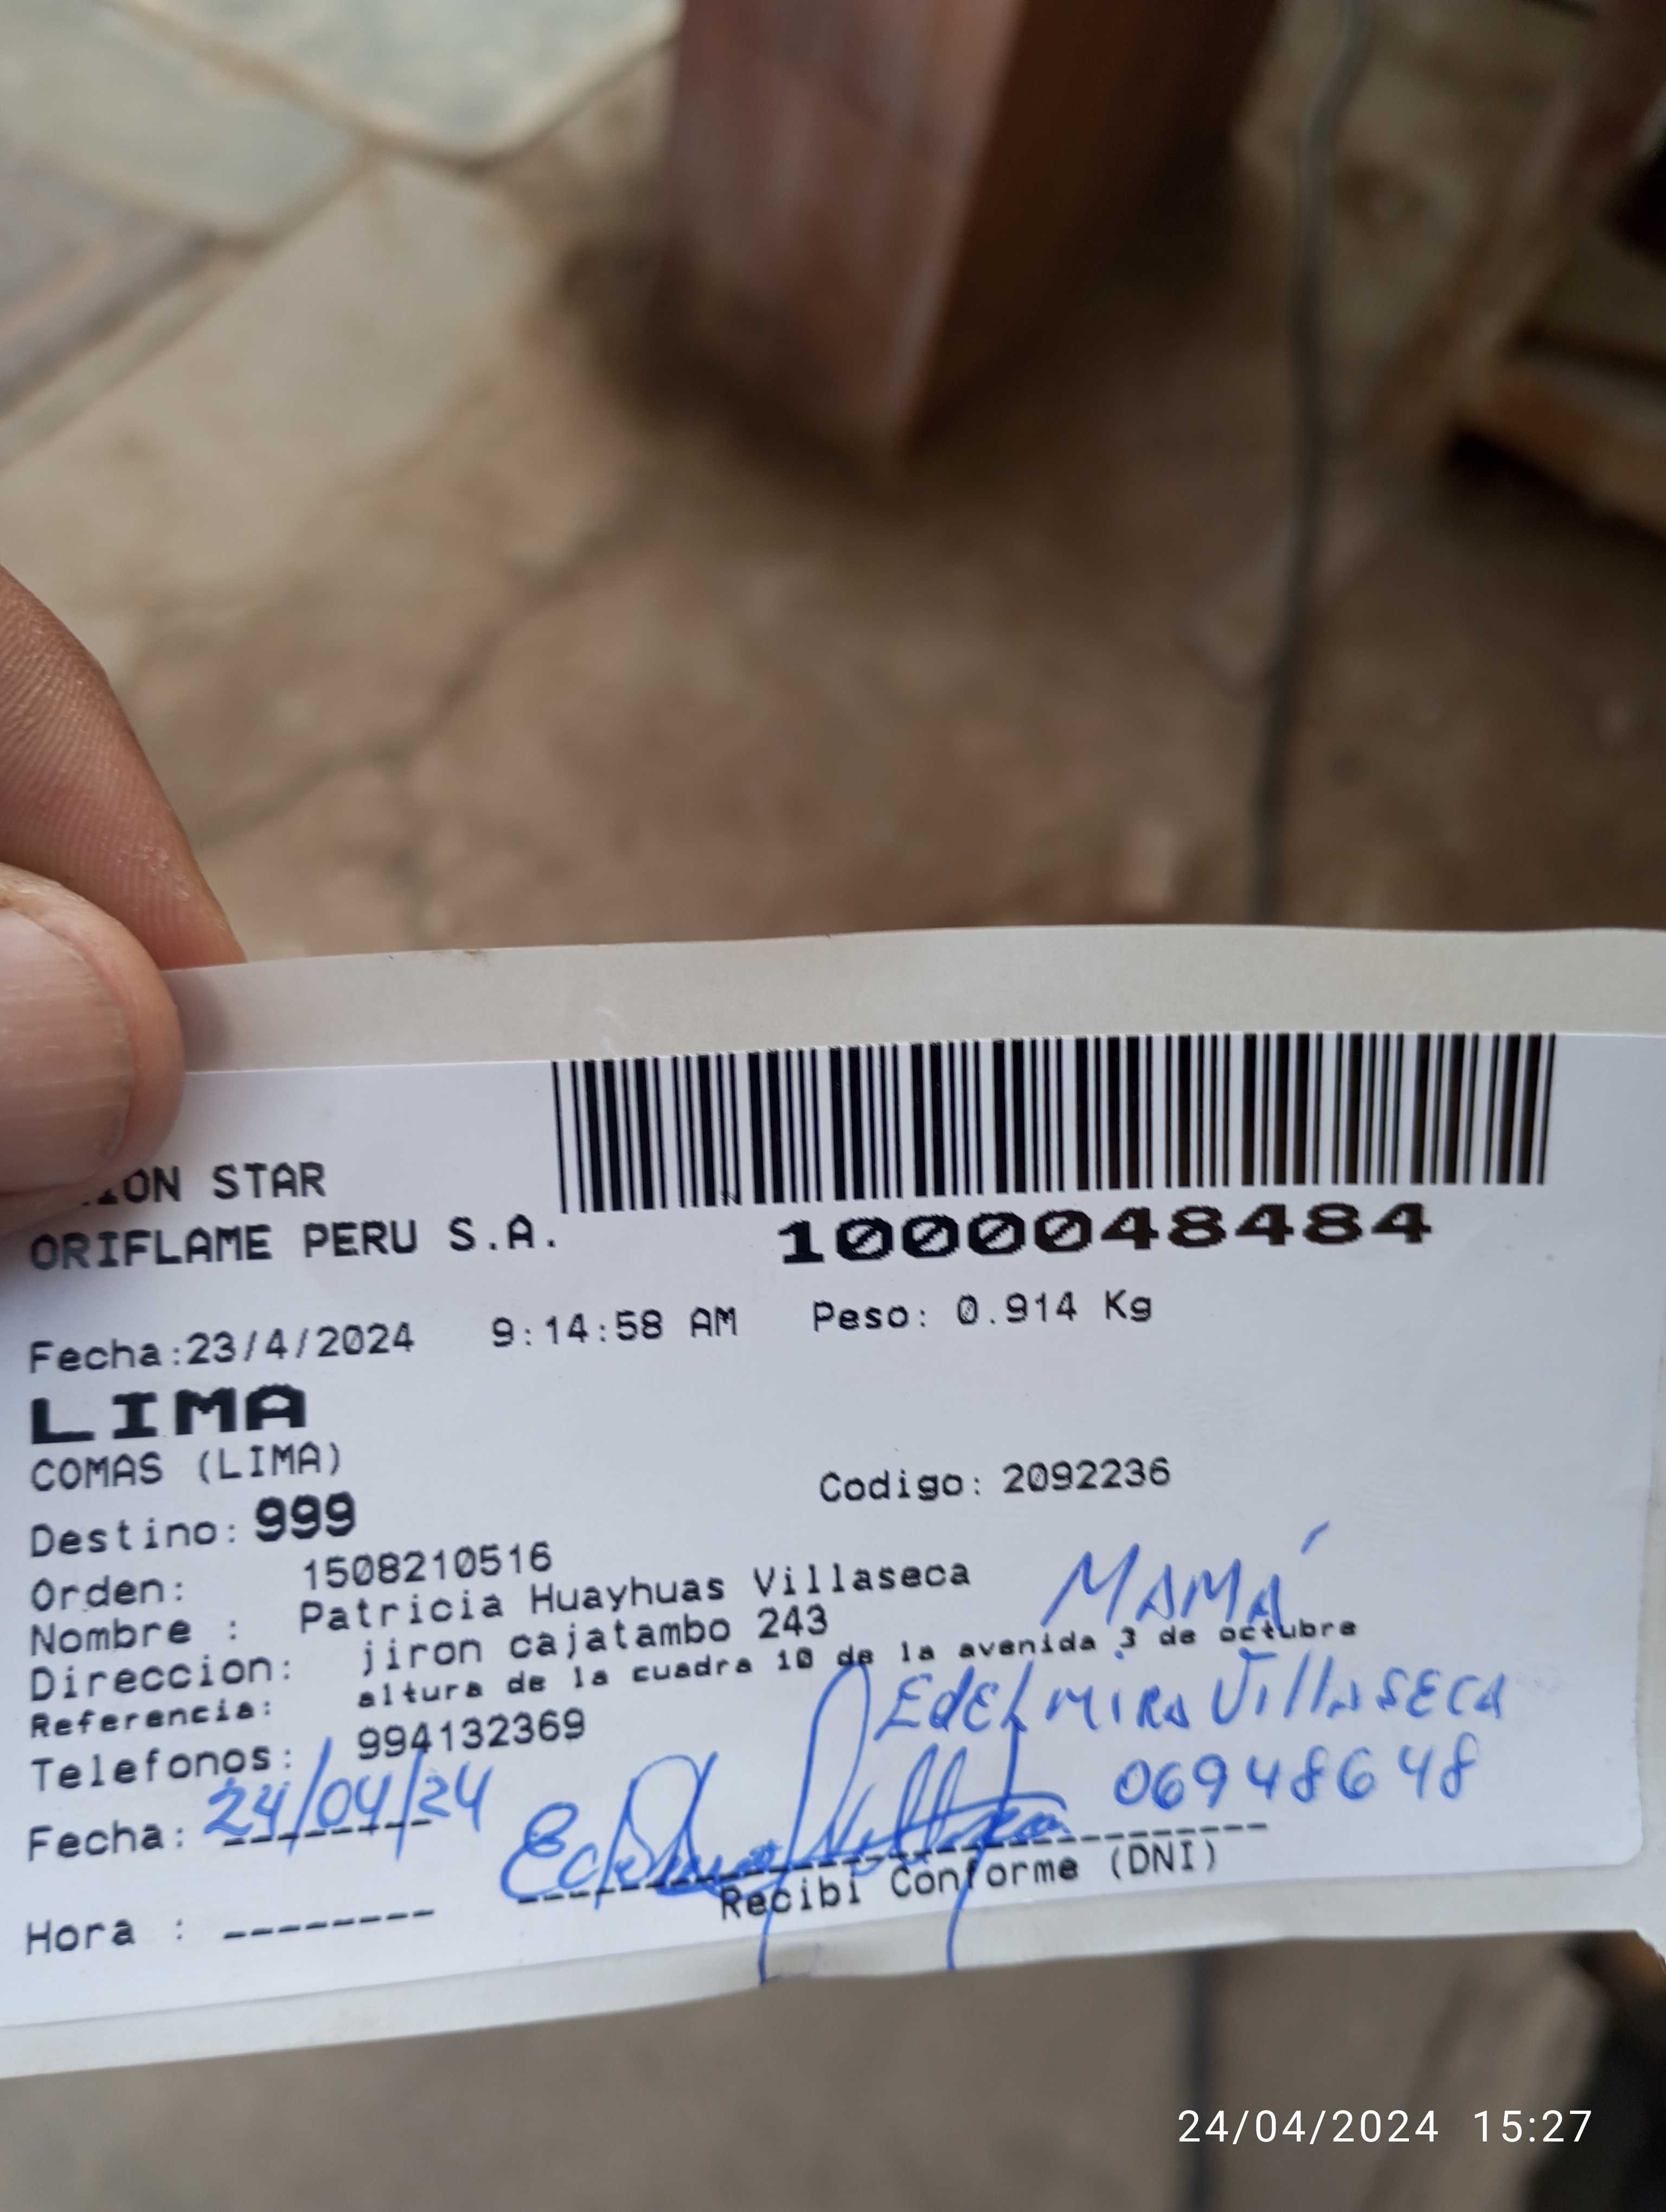 ION STAR
ORIFLAME PERU S.A.
1000048484
Fecha:23/4/2024 9:14:58 AM Peso: 0.914 Kg
LIMA
COMAS (LIMA)
Codigo: 2092236
Destino: 999
Orden: 1508210516
Nombre : Patricia Huayhuas Villaseca
MAMÁ
Direccion: jiron cajatambo 243
Referencia: altura de la cuadra 10 de la avenida 3 de octubre
EdElmira VillaSECA
Telefonos: 994132369
06948648
Fecha: 24/04/24
Recibi Conforme (DNI)
Hora :
24/04/2024 15:27